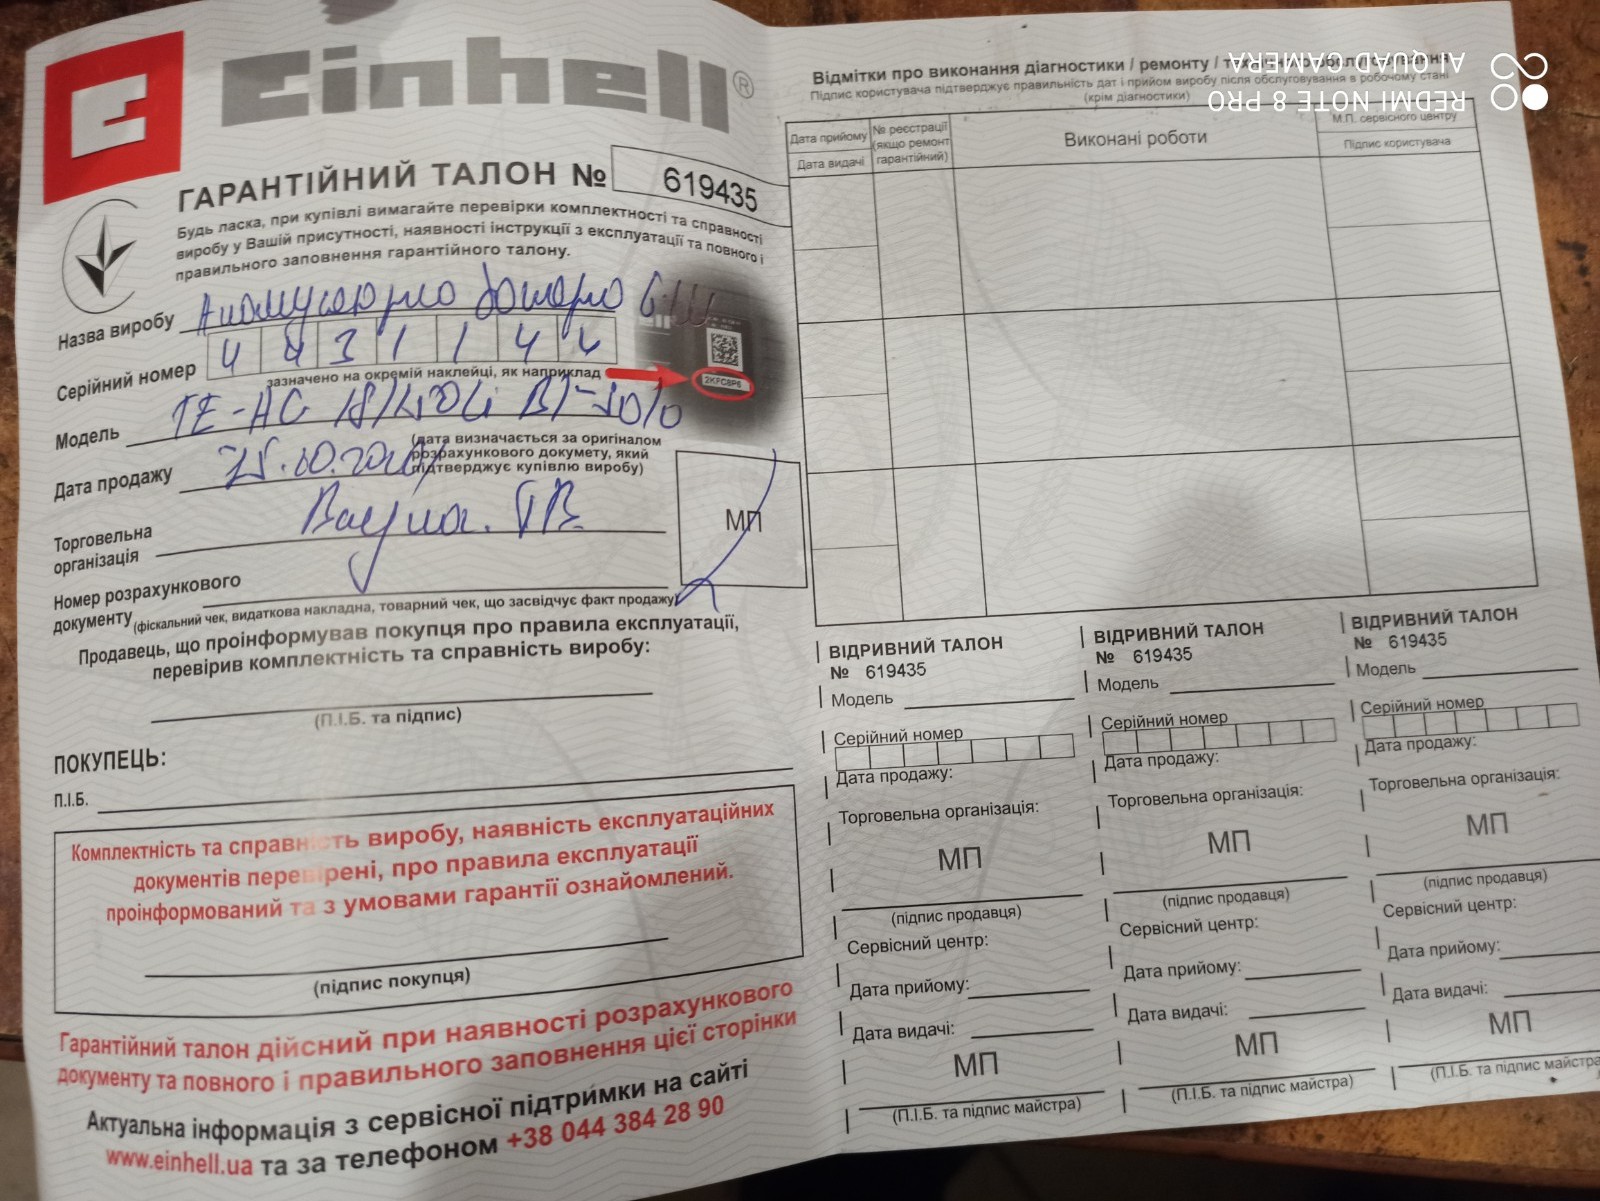 Einhell®
ГАРАНТІЙНИЙ ТАЛОН № 619435
Будь ласка, при купівлі вимагайте перевірки комплектності та справності
виробу у Вашій присутності, наявності інструкції з експлуатації та повного і
правильного заповнення гарантійного талону.
Назва виробу
Серійний номер 4 4 3 1 1 4 4
зазначено на окремій наклейці, як наприклад
2KFC8P6
Модель TE-AG 18/150Li BL-Solo
Дата продажу
(дата визначається за оригіналом
розрахункового докумету, який
підтверджує купівлю виробу)
Торговельна
організація
МП
Номер розрахункового
документу (фіскальний чек, видаткова накладна, товарний чек, що засвідчує факт продажу)
Продавець, що проінформував покупця про правила експлуатації,
перевірив комплектність та справність виробу:
(П.І.Б. та підпис)
ПОКУПЕЦЬ:
П.І.Б.
Комплектність та справність виробу, наявність експлуатаційних
документів перевірені, про правила експлуатації
проінформований та з умовами гарантії ознайомлений.
(підпис покупця)
Гарантійний талон дійсний при наявності розрахункового
документу та повного і правильного заповнення цієї сторінки
Актуальна інформація з сервісної підтримки на сайті
www.einhell.ua та за телефоном +38 044 384 28 90
Відмітки про виконання діагностики / ремонту /
Підпис користувача підтверджує правильність дат і прийом виробу після обслуговування в робочому стані
(крім діагностики)
Дата прийому
Дата видачі
№ реєстрації
(якщо ремонт
гарантійний)
Виконані роботи
М.П. сервісного центру
Підпис користувача
REDMI NOTE 8 PRO
AI QUAD CAMERA
ВІДРИВНИЙ ТАЛОН
№ 619435
Модель
Серійний номер
Дата продажу:
Торговельна організація:
МП
(підпис продавця)
Сервісний центр:
Дата прийому:
Дата видачі:
МП
(П.І.Б. та підпис майстра)
ВІДРИВНИЙ ТАЛОН
№ 619435
Модель
Серійний номер
Дата продажу:
Торговельна організація:
МП
(підпис продавця)
Сервісний центр:
Дата прийому:
Дата видачі:
МП
(П.І.Б. та підпис майстра)
ВІДРИВНИЙ ТАЛОН
№ 619435
Модель
Серійний номер
Дата продажу:
Торговельна організація:
МП
(підпис продавця)
Сервісний центр:
Дата прийому:
Дата видачі:
МП
(П.І.Б. та підпис майстра)